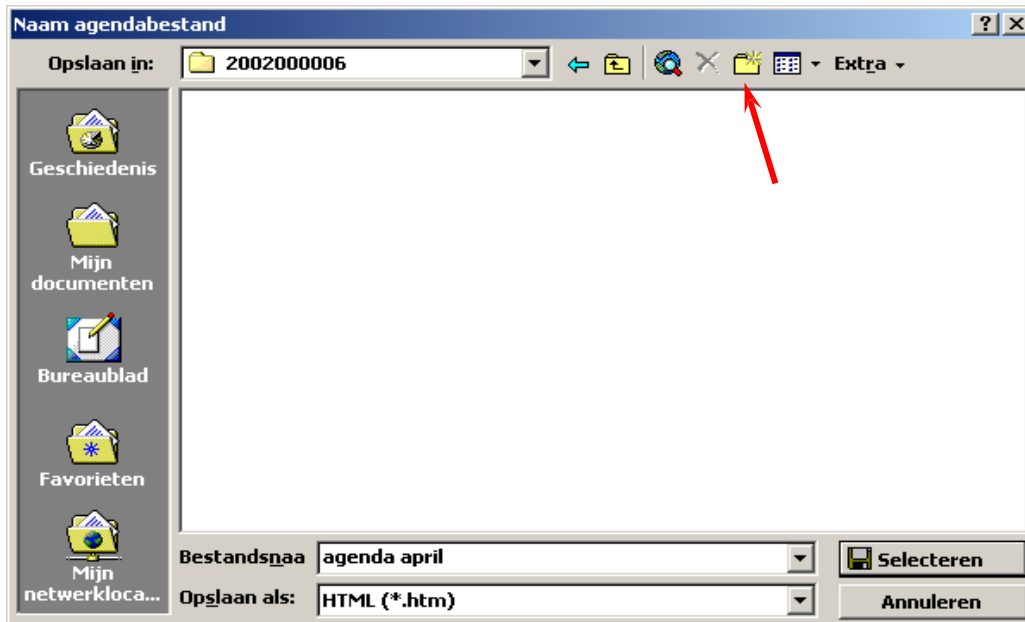 Naam agendabestand
Opslaan in: 2002000006 Extra
Geschiedenis
Mijn
documenten
Bureaublad
Favorieten
Mijn
netwerkloca...
Bestandsnaa agenda april Selecteren
Opslaan als: HTML (*.htm) Annuleren